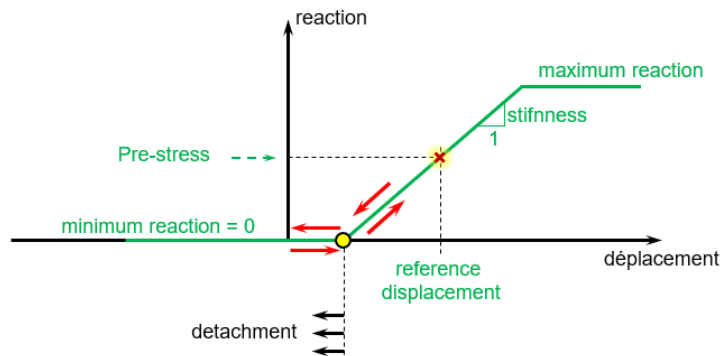 reaction
maximum reaction
stifnness
1
Pre-stress
minimum reaction = 0
déplacement
reference
displacement
detachment